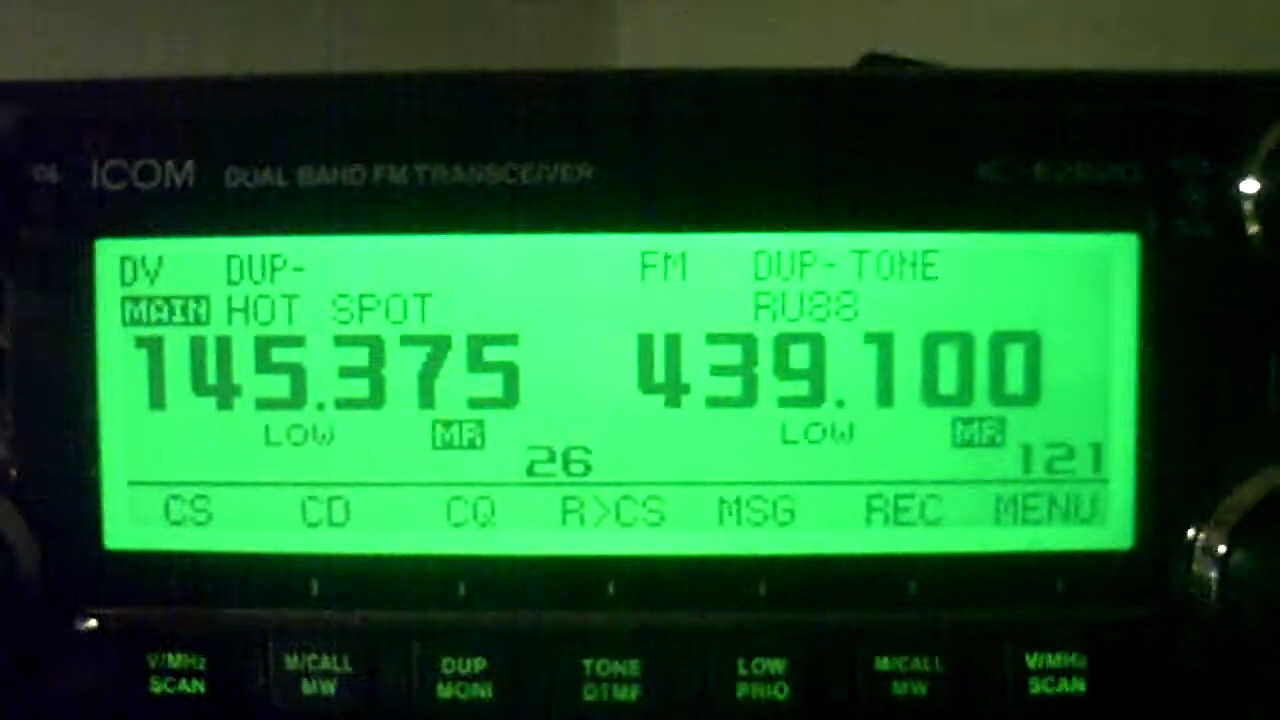 ICOM DUAL BAND FM TRANSCEIVER IC-E2820
DV DUP- FM DUP- TONE
MAIN HOT SPOT RU88
145.375 439.100
LOW MR LOW MR
26 121
CS CD CQ R>CS MSG REC MENU
V/MHz M/CALL DUP TONE LOW M/CALL V/MHz
SCAN MW MONI DTMF PRIO MW SCAN